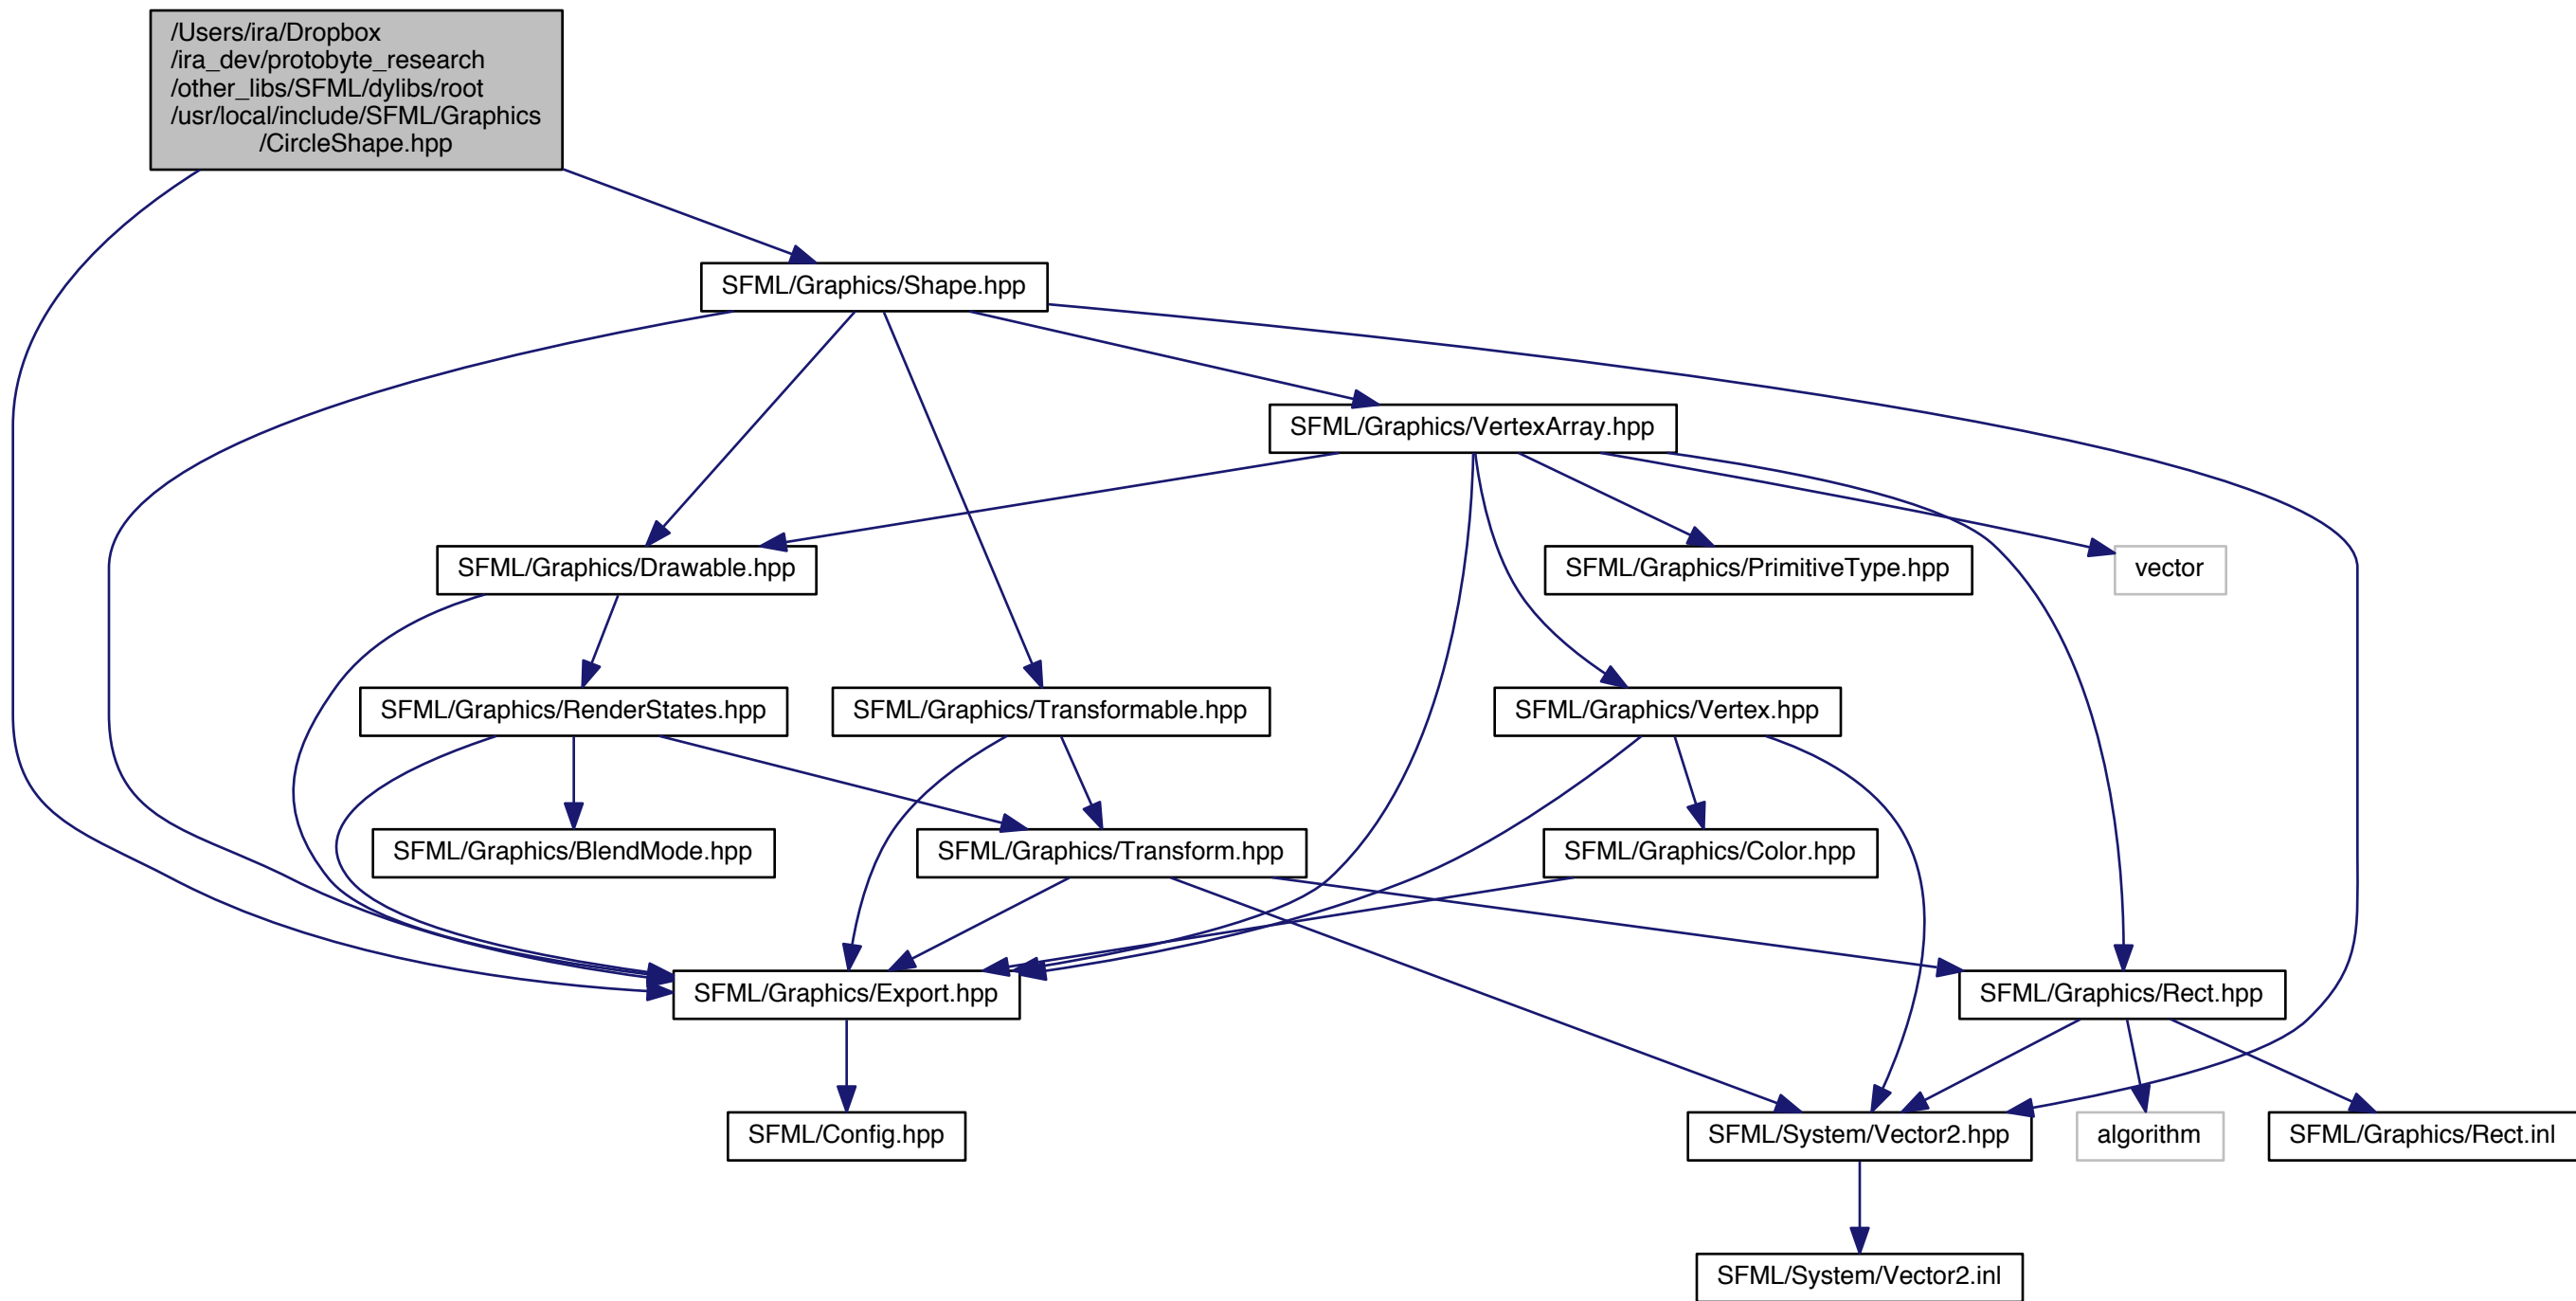 /Users/ira/Dropbox
/ira_dev/protobyte_research
/other_libs/SFML/dylibs/root
/usr/local/include/SFML/Graphics
/CircleShape.hpp
SFML/Graphics/Shape.hpp
SFML/Graphics/VertexArray.hpp
SFML/Graphics/Drawable.hpp
SFML/Graphics/PrimitiveType.hpp
vector
SFML/Graphics/RenderStates.hpp
SFML/Graphics/Transformable.hpp
SFML/Graphics/Vertex.hpp
SFML/Graphics/BlendMode.hpp
SFML/Graphics/Transform.hpp
SFML/Graphics/Color.hpp
SFML/Graphics/Export.hpp
SFML/Graphics/Rect.hpp
SFML/Config.hpp
SFML/System/Vector2.hpp
algorithm
SFML/Graphics/Rect.inl
SFML/System/Vector2.inl